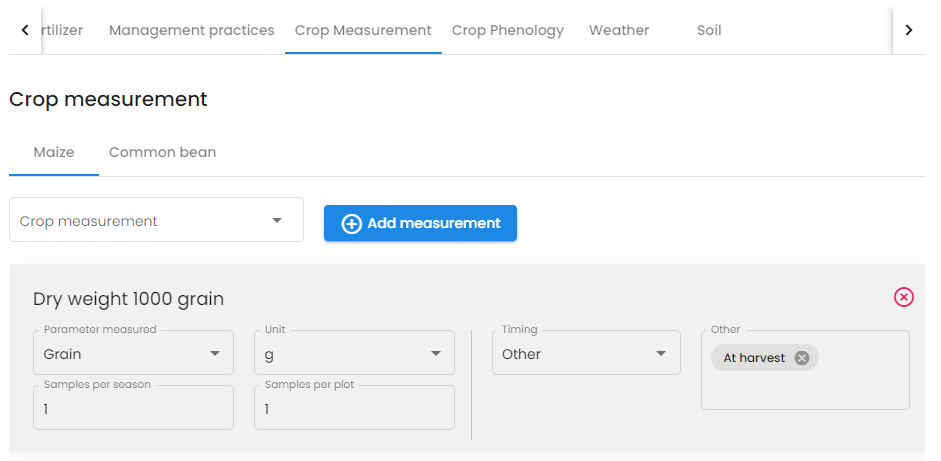 rtilizer Management practices Crop Measurement Crop Phenology Weather Soil
Crop measurement
Maize Common bean
Crop measurement Add measurement
Dry weight 1000 grain
Parameter measured Unit Timing Other
Grain g Other At harvest
Samples per season Samples per plot
1 1